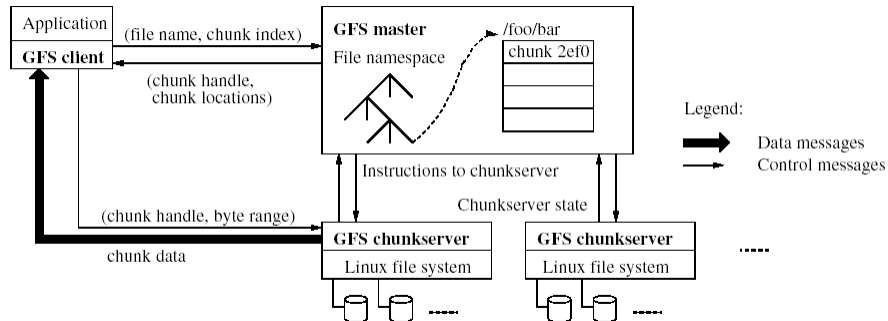 Application
GFS client
(file name, chunk index)
(chunk handle,
chunk locations)
GFS master
File namespace
/foo/bar
chunk 2ef0
Legend:
Data messages
Control messages
Instructions to chunkserver
Chunkserver state
(chunk handle, byte range)
chunk data
GFS chunkserver
Linux file system
GFS chunkserver
Linux file system